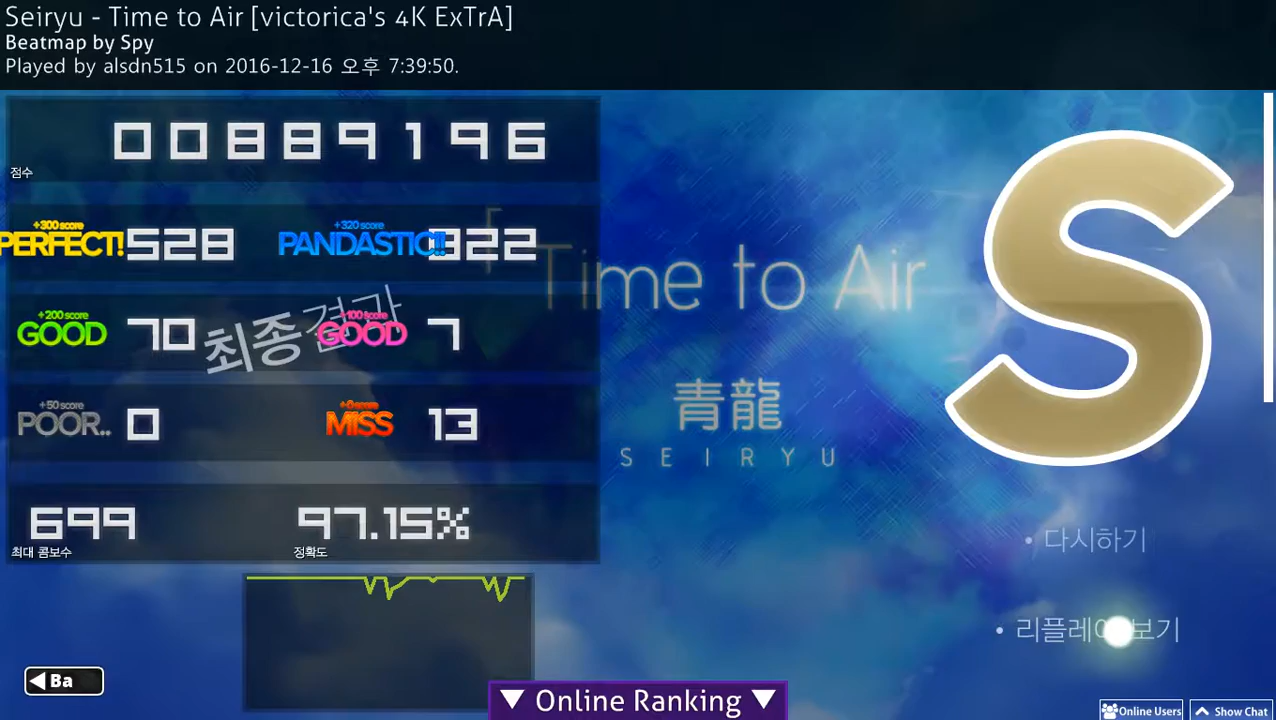 Seiryu - Time to Air [victorica's 4K ExTrA]
Beatmap by Spy
Played by alsdn515 on 2016-12-16 오후 7:39:50.
00889196
점수
+300 score
PERFECT!
528
+320 score
PANDASTIC!!
322
+200 score
GOOD
70
+100 score
GOOD
7
최종결과
+50 score
POOR..
0
+0 score
MISS
13
699
최대 콤보수
97.15%
정확도
「Time to Air
青龍
SEIRYU
S
• 다시하기
• 리플레이 보기
◀ Ba
▼ Online Ranking ▼
Online Users
Show Chat